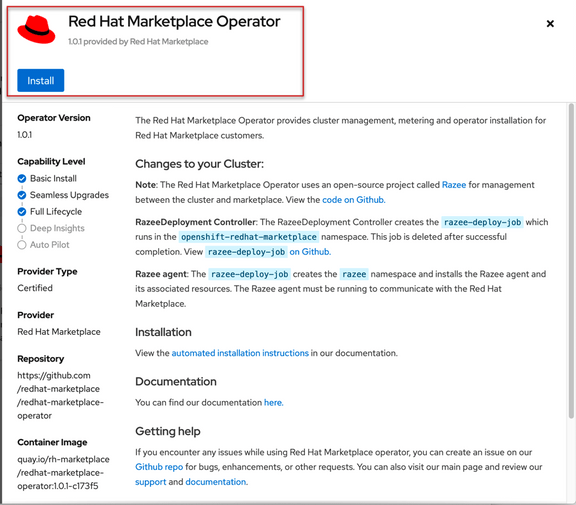 Red Hat Marketplace Operator
1.0.1 provided by Red Hat Marketplace
Install
Operator Version
1.0.1
Capability Level
Basic Install
Seamless Upgrades
Full Lifecycle
Deep Insights
Auto Pilot
Provider Type
Certified
Provider
Red Hat Marketplace
Repository
https://github.com
/redhat-marketplace
/redhat-marketplace-
operator
Container Image
quay.io/rh-marketplace
/redhat-marketplace-
operator:1.0.1-c173f5
The Red Hat Marketplace Operator provides cluster management, metering and operator installation for
Red Hat Marketplace customers.
Changes to your Cluster:
Note: The Red Hat Marketplace Operator uses an open-source project called Razee for management
between the cluster and marketplace. View the code on Github.
RazeeDeployment Controller: The RazeeDeployment Controller creates the razee-deploy-job which
runs in the openshift-redhat-marketplace namespace. This job is deleted after successful
completion. View razee-deploy-job on Github.
Razee agent: The razee-deploy-job creates the razee namespace and installs the Razee agent and
its associated resources. The Razee agent must be running to communicate with the Red Hat
Marketplace.
Installation
View the automated installation instructions in our documentation.
Documentation
You can find our documentation here.
Getting help
If you encounter any issues while using Red Hat Marketplace operator, you can create an issue on our
Github repo for bugs, enhancements, or other requests. You can also visit our main page and review our
support and documentation.